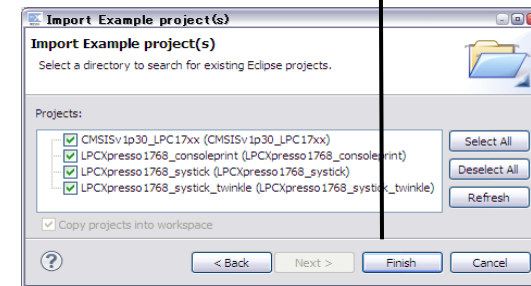 Import Example project(s)
Import Example project(s)
Select a directory to search for existing Eclipse projects.
Projects:
CMSISv1p30_LPC17xx (CMSISv1p30_LPC17xx)
LPCXpresso1768_consoleprint (LPCXpresso1768_consoleprint)
LPCXpresso1768_systick (LPCXpresso1768_systick)
LPCXpresso1768_systick_twinkle (LPCXpresso1768_systick_twinkle)
Select All
Deselect All
Refresh
Copy projects into workspace
?
< Back
Next >
Finish
Cancel